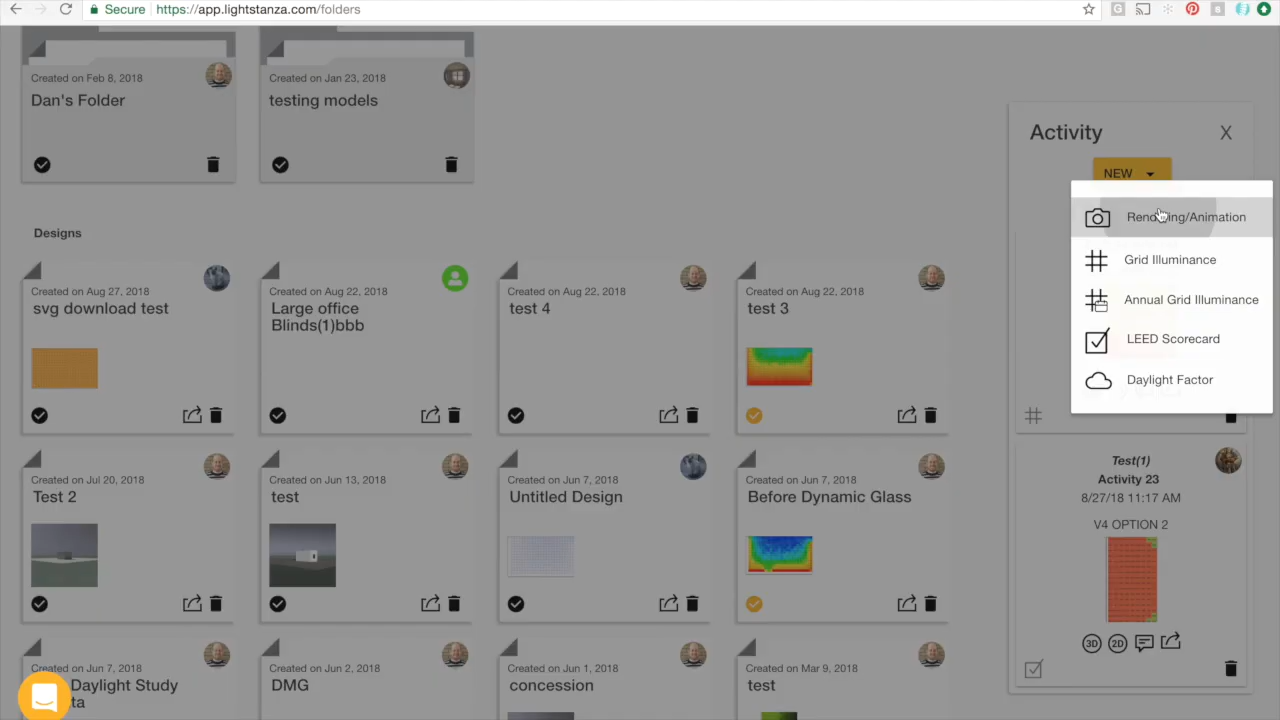 Secure https://app.lightstanza.com/folders
Created on Feb 8, 2018
Dan's Folder
Created on Jan 23, 2018
testing models
Activity
X
NEW
Rendering/Animation
Grid Illuminance
Annual Grid Illuminance
LEED Scorecard
Daylight Factor
Designs
Created on Aug 27, 2018
svg download test
Created on Aug 22, 2018
Large office
Blinds(1)bbb
Created on Aug 22, 2018
test 4
Created on Aug 22, 2018
test 3
Created on Jul 20, 2018
Test 2
Created on Jun 13, 2018
test
Created on Jun 7, 2018
Untitled Design
Created on Jun 7, 2018
Before Dynamic Glass
Test(1)
Activity 23
8/27/18 11:17 AM
V4 OPTION 2
3D 2D
Created on Jun 7, 2018
Daylight Study
ta
Created on Jun 2, 2018
DMG
Created on Jun 1, 2018
concession
Created on Mar 9, 2018
test